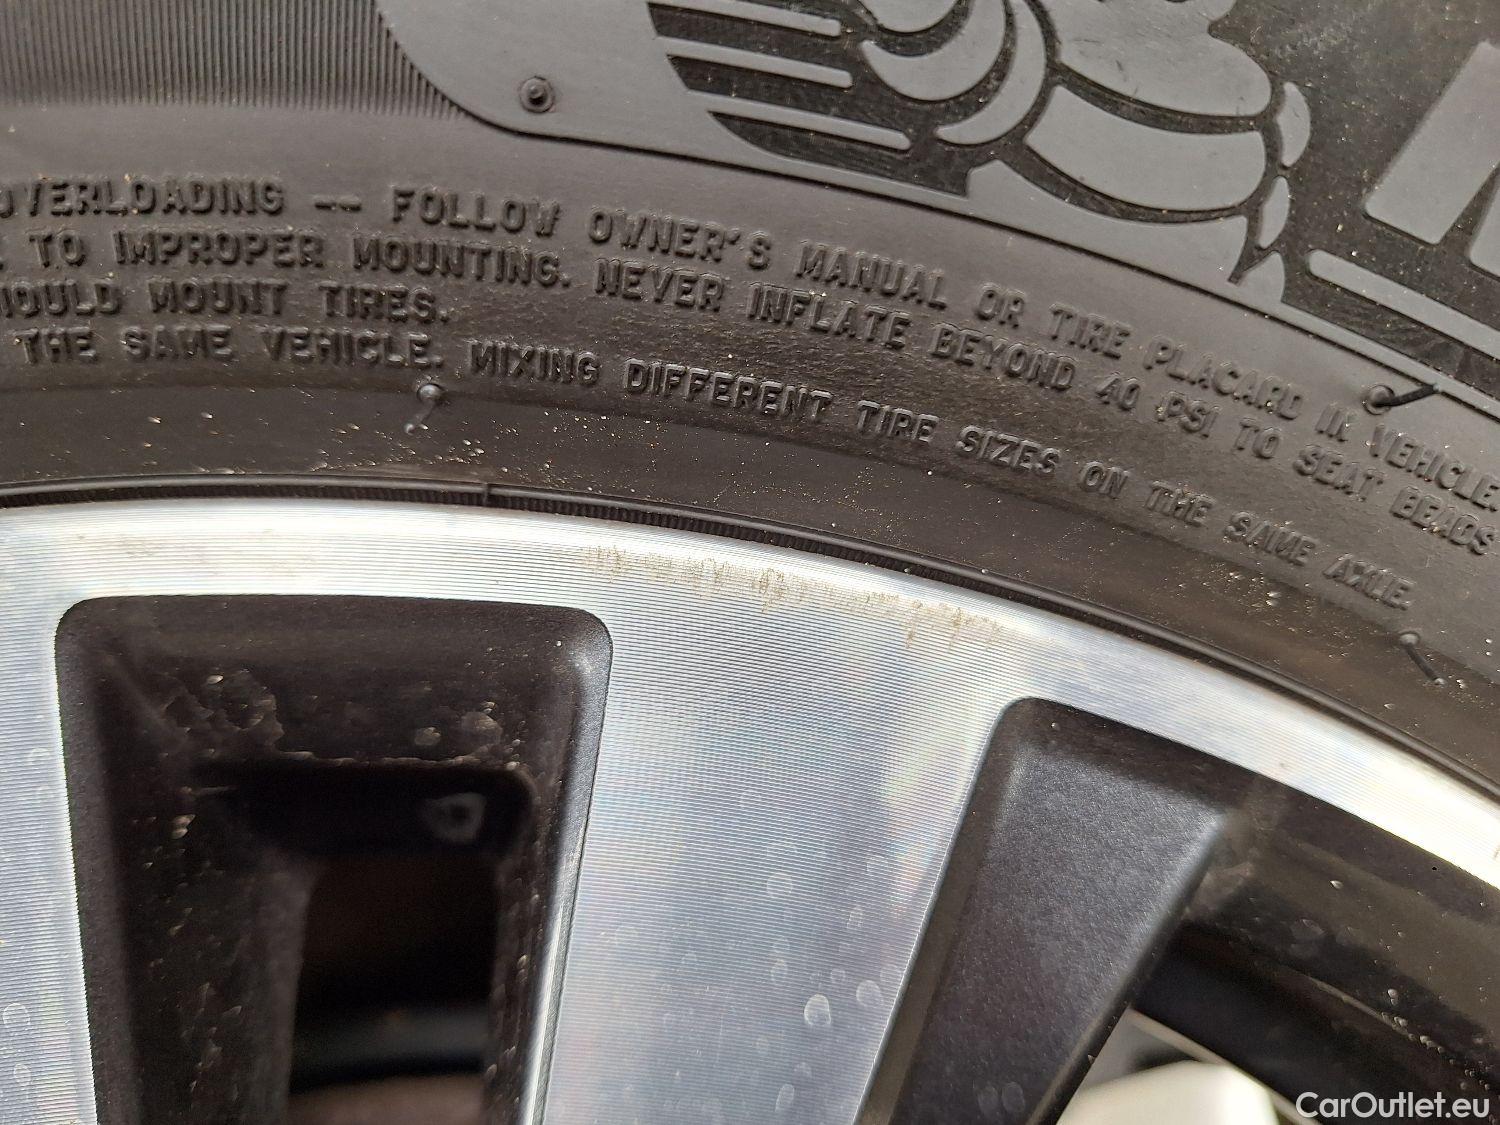 OVERLOADING -- FOLLOW OWNER'S MANUAL OR TIRE PLACARD IN VEHICLE.
TO IMPROPER MOUNTING. NEVER INFLATE BEYOND 40 PSI TO SEAT BEADS
SHOULD MOUNT TIRES.
THE SAME VEHICLE. MIXING DIFFERENT TIRE SIZES ON THE SAME AXLE.
CarOutlet.eu